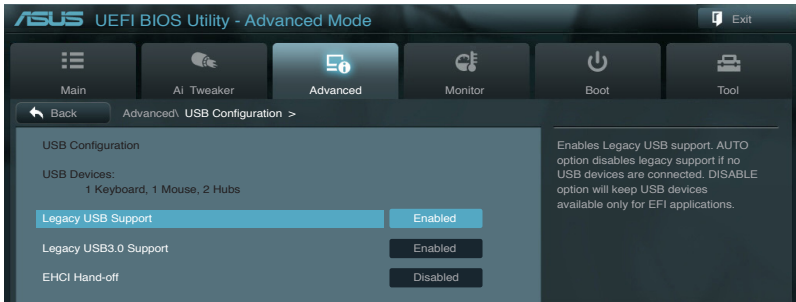 ASUS UEFI BIOS Utility - Advanced Mode
Exit
Main
Ai Tweaker
Advanced
Monitor
Boot
Tool
Back
Advanced\ USB Configuration >
USB Configuration
USB Devices:
1 Keyboard, 1 Mouse, 2 Hubs
Legacy USB Support Enabled
Legacy USB3.0 Support Enabled
EHCI Hand-off Disabled
Enables Legacy USB support. AUTO
option disables legacy support if no
USB devices are connected. DISABLE
option will keep USB devices
available only for EFI applications.